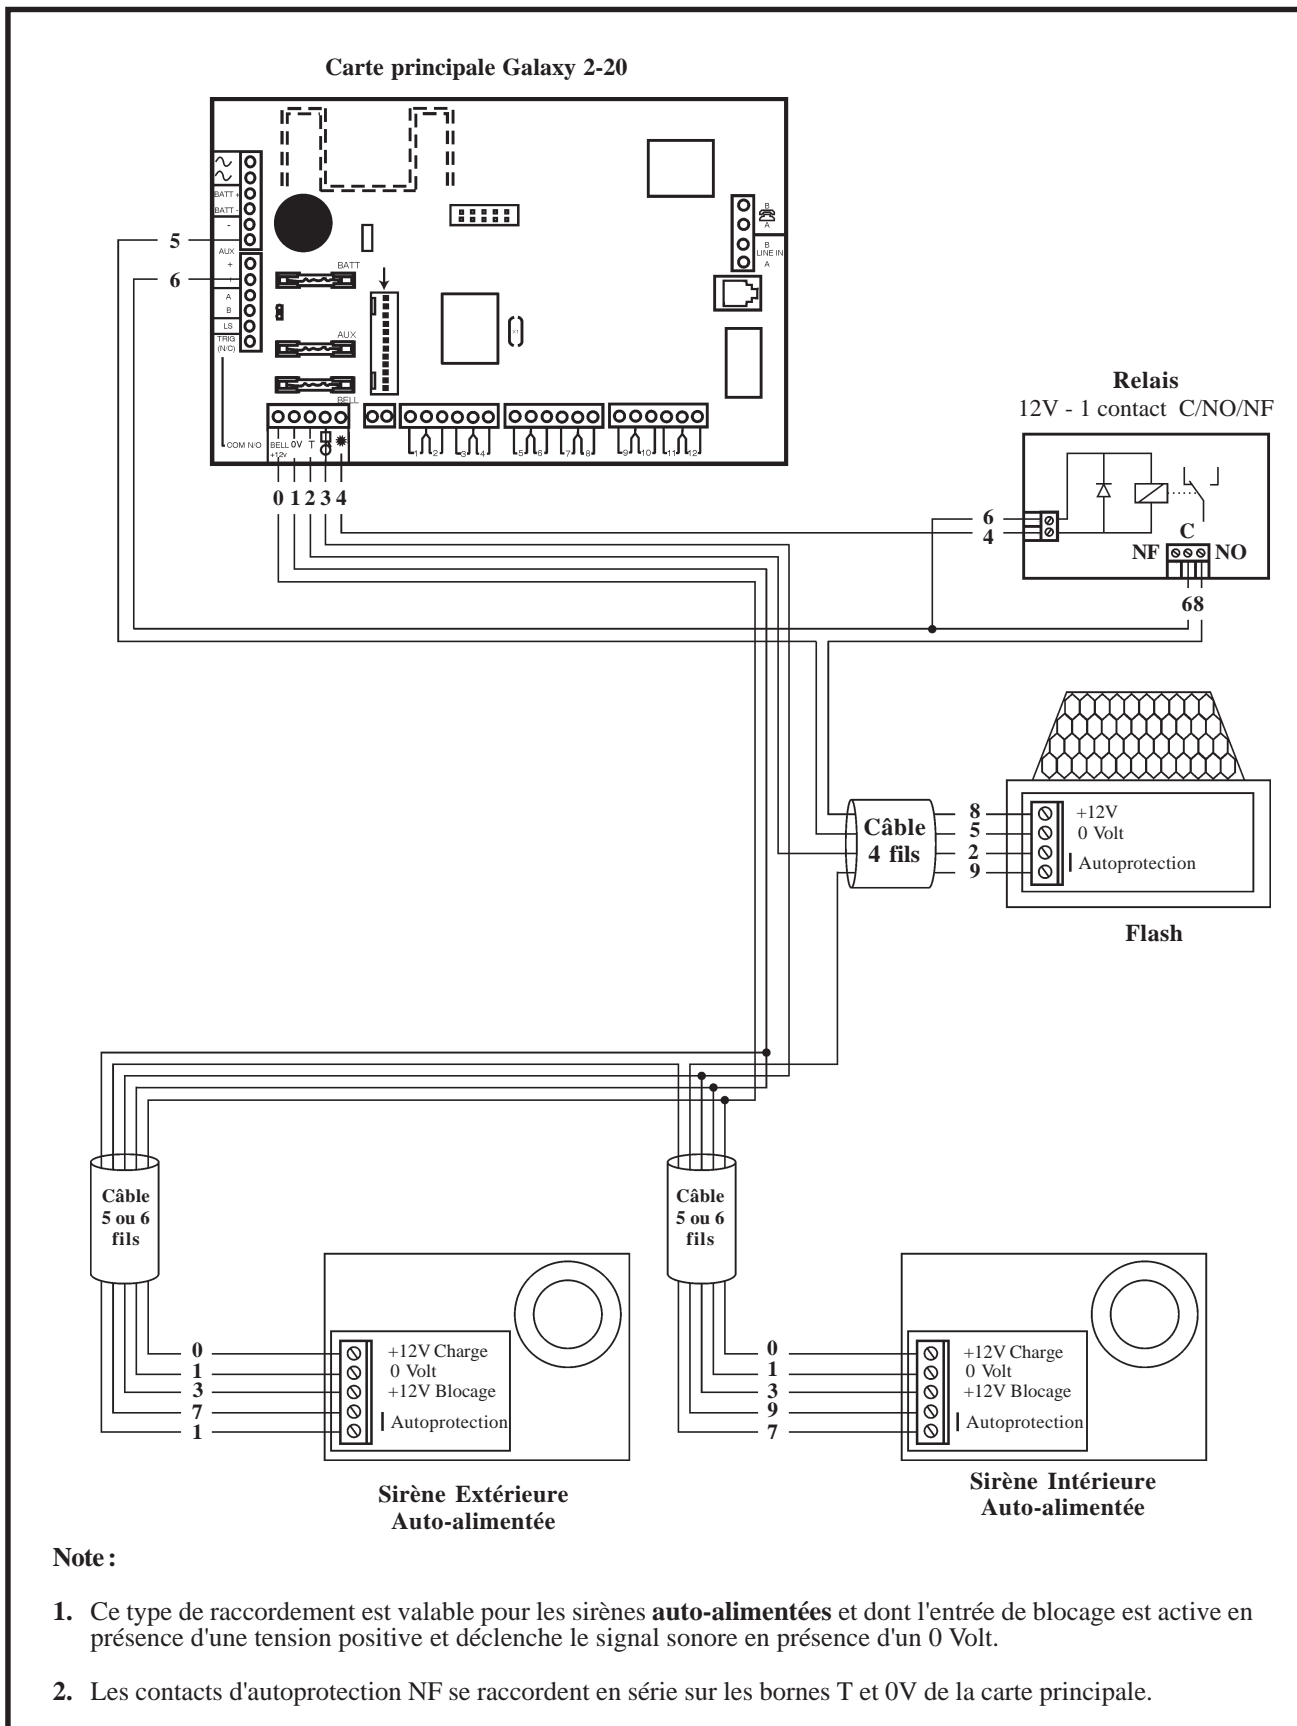 Carte principale Galaxy 2-20
BATT +
BATT -
-
AUX
+
+
A
B
LS
TRIG
(N/C)
COM N/O
5
6
BATT
AUX
BELL
X1
B
A
B
LINE IN
A
BELL
+12v
0V
T
1 2 3 4
5 6 7 8
9 10 11 12
0 1 2 3 4
Relais
12V - 1 contact C/NO/NF
6
4
C
NF
NO
68
Câble
4 fils
8
5
2
9
+12V
0 Volt
Autoprotection
Flash
Câble
5 ou 6
fils
0
1
3
7
1
+12V Charge
0 Volt
+12V Blocage
Autoprotection
Sirène Extérieure
Auto-alimentée
Câble
5 ou 6
fils
0
1
3
9
7
+12V Charge
0 Volt
+12V Blocage
Autoprotection
Sirène Intérieure
Auto-alimentée
Note :
1. Ce type de raccordement est valable pour les sirènes auto-alimentées et dont l'entrée de blocage est active en
présence d'une tension positive et déclenche le signal sonore en présence d'un 0 Volt.
2. Les contacts d'autoprotection NF se raccordent en série sur les bornes T et 0V de la carte principale.